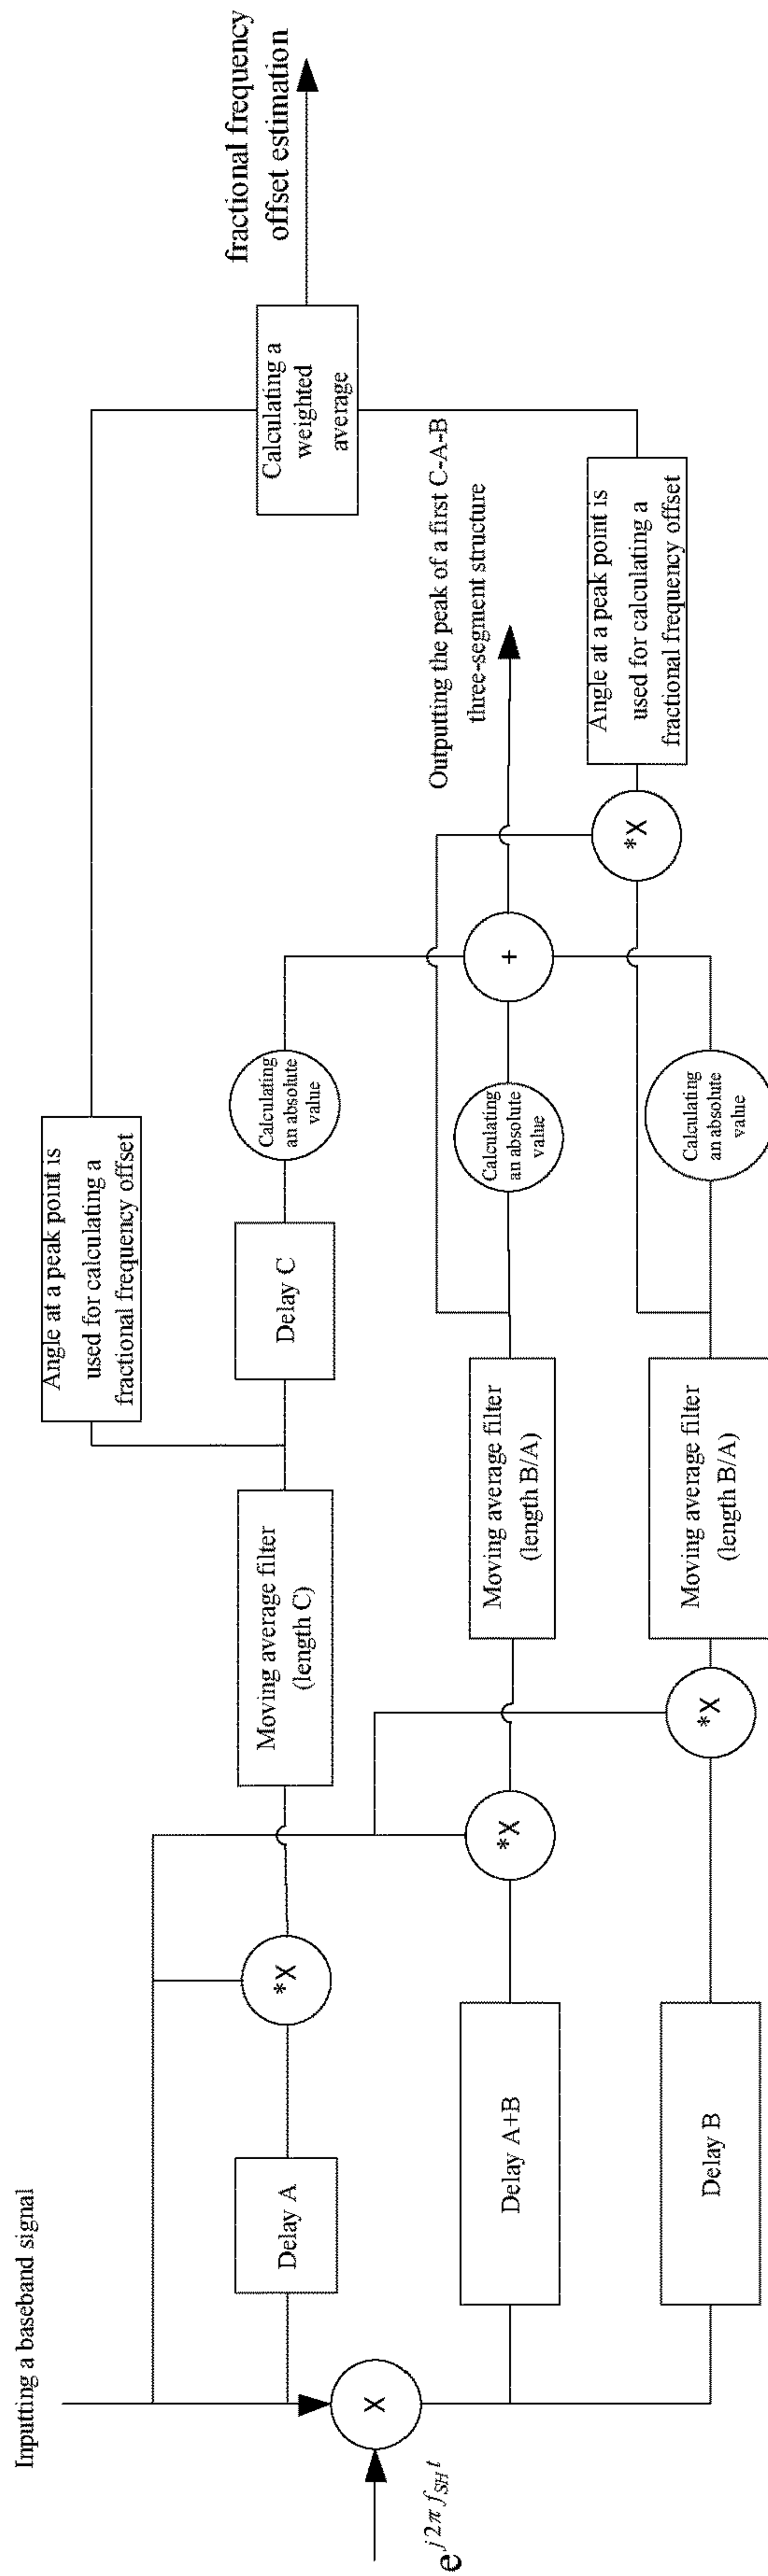 Inputting a baseband signal
e^{j2π f_{SH} t}
X
Delay A
Delay A+B
Delay B
*X
*X
*X
Moving average filter
(length C)
Moving average filter
(length B/A)
Moving average filter
(length B/A)
Angle at a peak point is
used for calculating a
fractional frequency offset
Delay C
Calculating
an absolute
value
Calculating
an absolute
value
Calculating
an absolute
value
+
*X
Outputting the peak of a first C-A-B
three-segment structure
Angle at a peak point is
used for calculating a
fractional frequency offset
Calculating a
weighted
average
fractional frequency
offset estimation